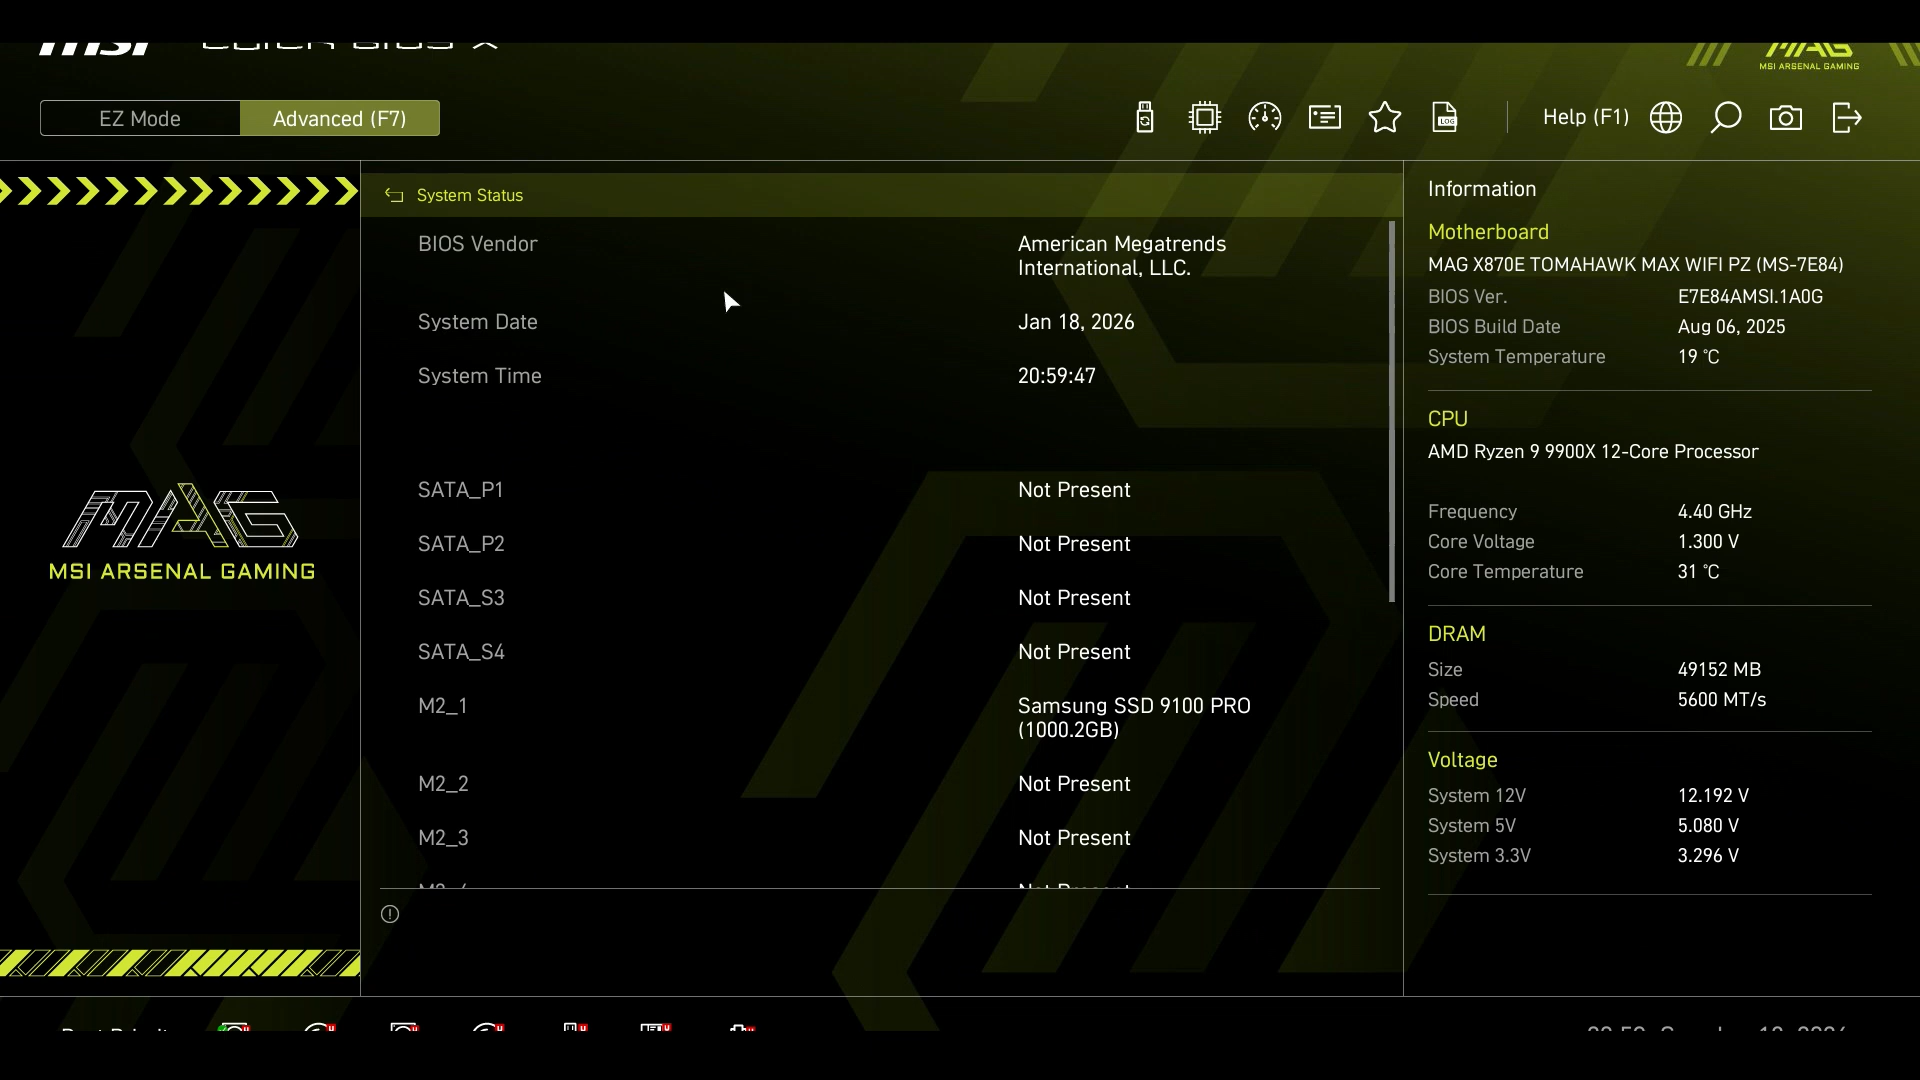 EZ Mode
Advanced (F7)
LOG
Help (F1)
MSI ARSENAL GAMING
System Status
BIOS Vendor
American Megatrends
International, LLC.
System Date
Jan 18, 2026
System Time
20:59:47
SATA_P1
Not Present
SATA_P2
Not Present
SATA_S3
Not Present
SATA_S4
Not Present
M2_1
Samsung SSD 9100 PRO
(1000.2GB)
M2_2
Not Present
M2_3
Not Present
MAG
MSI ARSENAL GAMING
Information
Motherboard
MAG X870E TOMAHAWK MAX WIFI PZ (MS-7E84)
BIOS Ver.
E7E84AMSI.1A0G
BIOS Build Date
Aug 06, 2025
System Temperature
19 °C
CPU
AMD Ryzen 9 9900X 12-Core Processor
Frequency
4.40 GHz
Core Voltage
1.300 V
Core Temperature
31 °C
DRAM
Size
49152 MB
Speed
5600 MT/s
Voltage
System 12V
12.192 V
System 5V
5.080 V
System 3.3V
3.296 V